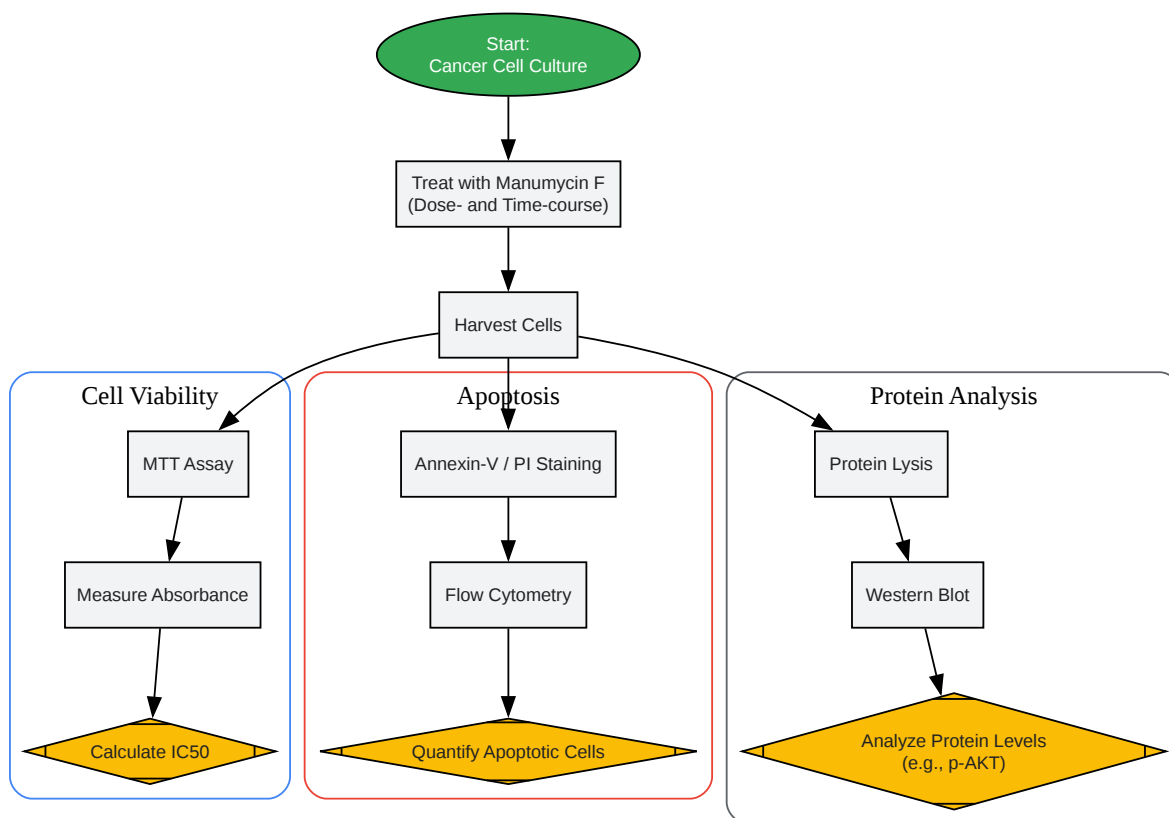 Start:
Cancer Cell Culture
Treat with Manumycin F
(Dose- and Time-course)
Harvest Cells
Cell Viability
MTT Assay
Measure Absorbance
Calculate IC50
Apoptosis
Annexin-V / PI Staining
Flow Cytometry
Quantify Apoptotic Cells
Protein Analysis
Protein Lysis
Western Blot
Analyze Protein Levels
(e.g., p-AKT)